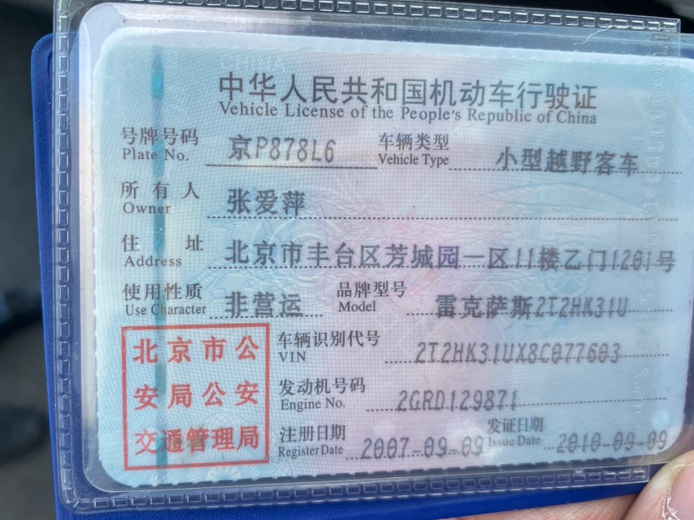 中华人民共和国机动车行驶证
Vehicle License of the People's Republic of China
号牌号码 京P878L6 车辆类型 小型越野客车
Plate No. Vehicle Type
所有人 张爱萍
Owner
住址 北京市丰台区芳城园一区11楼乙门1201号
Address
使用性质 非营运 品牌型号 雷克萨斯2T2HK31U
Use Character Model
北京市公
安局公安
交通管理局
车辆识别代号 2T2HK31UX8C077603
VIN
发动机号码 2GRD129871
Engine No.
注册日期 2007-09-09 发证日期 2010-09-09
Register Date Issue Date